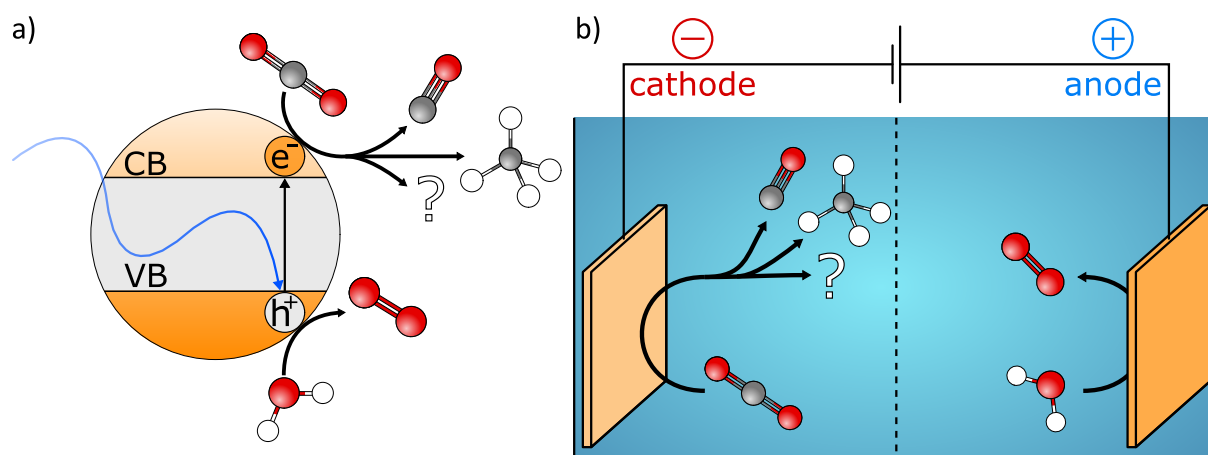 a)
CB
e⁻
VB
h⁺
?
b)
−
cathode
+
anode
?